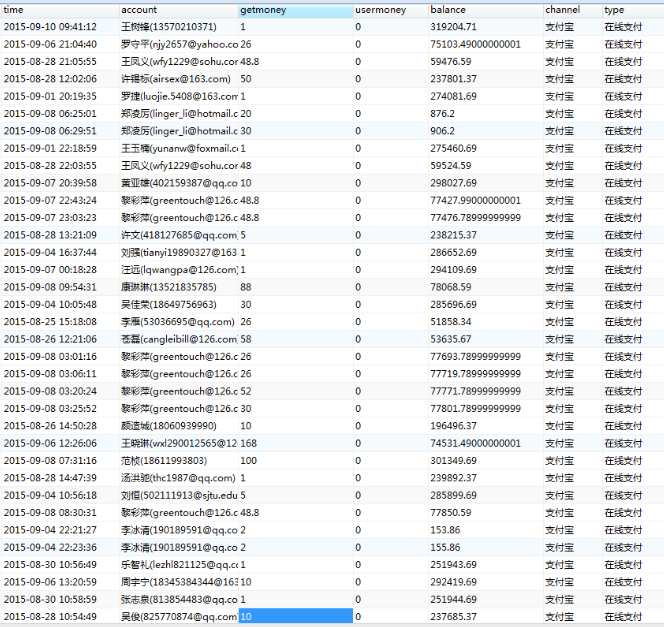 time account getmoney usermoney balance channel type
2015-09-10 09:41:12 王树锋(13570210371) 1 0 319204.71 支付宝 在线支付
2015-09-06 21:04:40 罗守平(njy2657@yahoo.co 26 0 75103.49000000001 支付宝 在线支付
2015-08-28 21:05:55 王凤义(wfy1229@sohu.cor 48.8 0 59476.59 支付宝 在线支付
2015-08-28 12:02:06 许锡标(airsex@163.com) 50 0 237801.37 支付宝 在线支付
2015-09-01 20:19:35 罗捷(luojie.5408@163.con 1 0 274081.69 支付宝 在线支付
2015-09-08 06:25:01 郑凌厉(linger_li@hotmail.c 20 0 876.2 支付宝 在线支付
2015-09-08 06:29:51 郑凌厉(linger_li@hotmail.c 30 0 906.2 支付宝 在线支付
2015-09-01 22:18:59 王玉楠(yunanw@foxmail.c 1 0 275460.69 支付宝 在线支付
2015-08-28 22:03:55 王凤义(wfy1229@sohu.cor 48 0 59524.59 支付宝 在线支付
2015-09-07 20:39:58 董亚雄(402159387@qq.co 10 0 298027.69 支付宝 在线支付
2015-09-07 22:43:24 黎彩萍(greentouch@126.c 48.8 0 77427.99000000001 支付宝 在线支付
2015-09-07 23:03:23 黎彩萍(greentouch@126.c 48.8 0 77476.78999999999 支付宝 在线支付
2015-08-28 13:21:09 许文(418127685@qq.com) 5 0 238215.37 支付宝 在线支付
2015-09-04 16:37:44 刘强(tianyi19890327@163 1 0 286652.69 支付宝 在线支付
2015-09-07 00:18:28 汪远(lqwangpa@126.com) 1 0 294109.69 支付宝 在线支付
2015-09-08 09:54:31 康琳琳(13521835785) 88 0 78068.59 支付宝 在线支付
2015-09-04 10:05:48 吴佳荣(18649756963) 30 0 285696.69 支付宝 在线支付
2015-08-25 15:18:08 李雁(53036695@qq.com) 26 0 51858.34 支付宝 在线支付
2015-08-26 12:21:06 苍磊(cangleibill@qq.com) 58 0 53635.67 支付宝 在线支付
2015-09-08 03:01:16 黎彩萍(greentouch@126.c 26 0 77693.78999999999 支付宝 在线支付
2015-09-08 03:06:11 黎彩萍(greentouch@126.c 26 0 77719.78999999999 支付宝 在线支付
2015-09-08 03:20:24 黎彩萍(greentouch@126.c 52 0 77771.78999999999 支付宝 在线支付
2015-09-08 03:25:52 黎彩萍(greentouch@126.c 30 0 77801.78999999999 支付宝 在线支付
2015-08-26 14:50:28 颜造城(18060939990) 10 0 196496.37 支付宝 在线支付
2015-09-06 12:26:06 王晓琳(wxl290012565@12 168 0 74531.49000000001 支付宝 在线支付
2015-09-08 07:31:16 范桢(18611993803) 100 0 301349.69 支付宝 在线支付
2015-08-28 14:47:39 汤洪驰(thc1987@qq.com) 1 0 239892.37 支付宝 在线支付
2015-09-04 10:56:18 刘恒(502111913@sjtu.edu 5 0 285899.69 支付宝 在线支付
2015-09-08 08:30:31 黎彩萍(greentouch@126.c 48.8 0 77850.59 支付宝 在线支付
2015-09-04 22:21:27 李冰清(190189591@qq.co 2 0 153.86 支付宝 在线支付
2015-09-04 22:23:36 李冰清(190189591@qq.co 2 0 155.86 支付宝 在线支付
2015-08-30 10:56:49 乐智礼(lezhl821125@qq.cor 1 0 251943.69 支付宝 在线支付
2015-09-06 13:20:59 周宇宁(18345384344@163 10 0 292419.69 支付宝 在线支付
2015-08-30 10:58:59 张志泉(813854483@qq.con 1 0 251944.69 支付宝 在线支付
2015-08-28 10:54:49 吴俊(825770874@qq.com) 10 0 237685.37 支付宝 在线支付